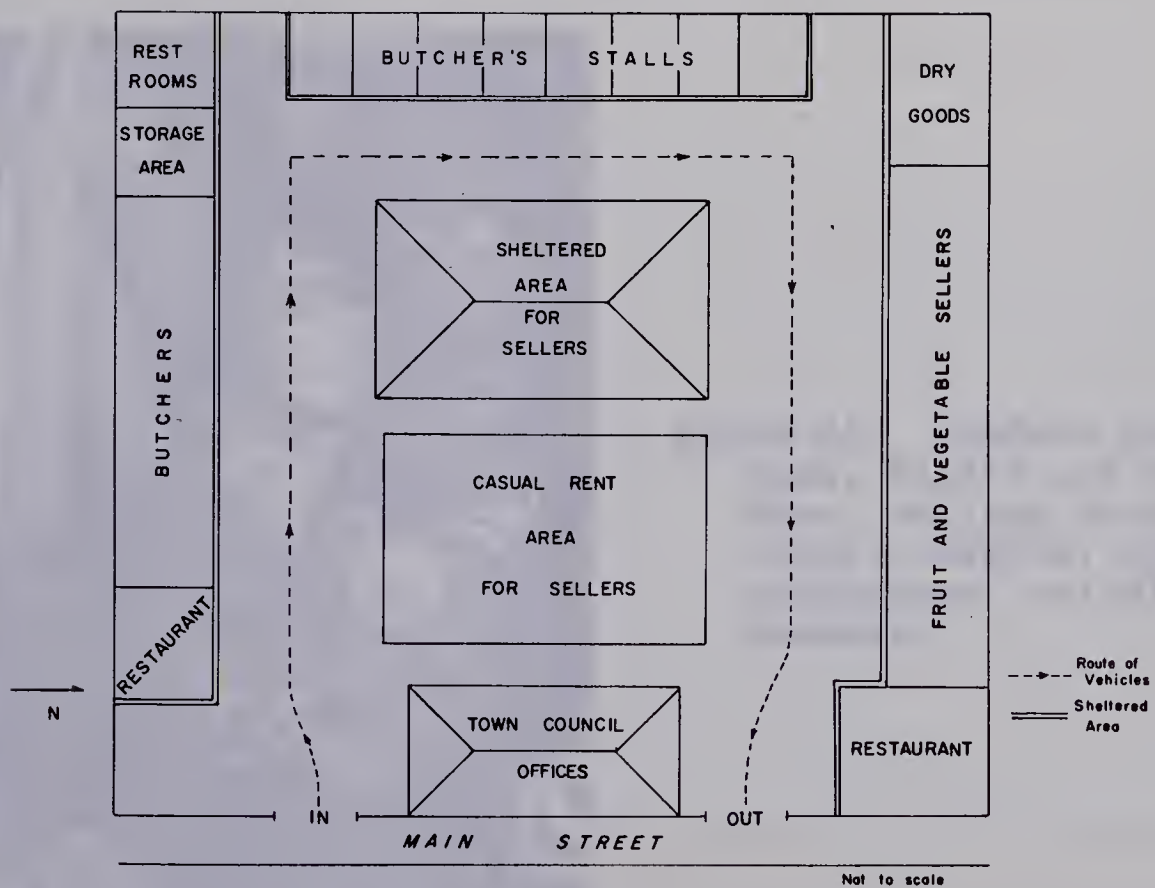 REST
ROOMS
BUTCHER'S STALLS
DRY
GOODS
STORAGE
AREA
SHELTERED
AREA
FOR
SELLERS
BUTCHERS
FRUIT AND VEGETABLE SELLERS
CASUAL RENT
AREA
FOR SELLERS
RESTAURANT
N
Route of
Vehicles
Sheltered
Area
TOWN COUNCIL
OFFICES
RESTAURANT
IN
OUT
MAIN STREET
Not to scale